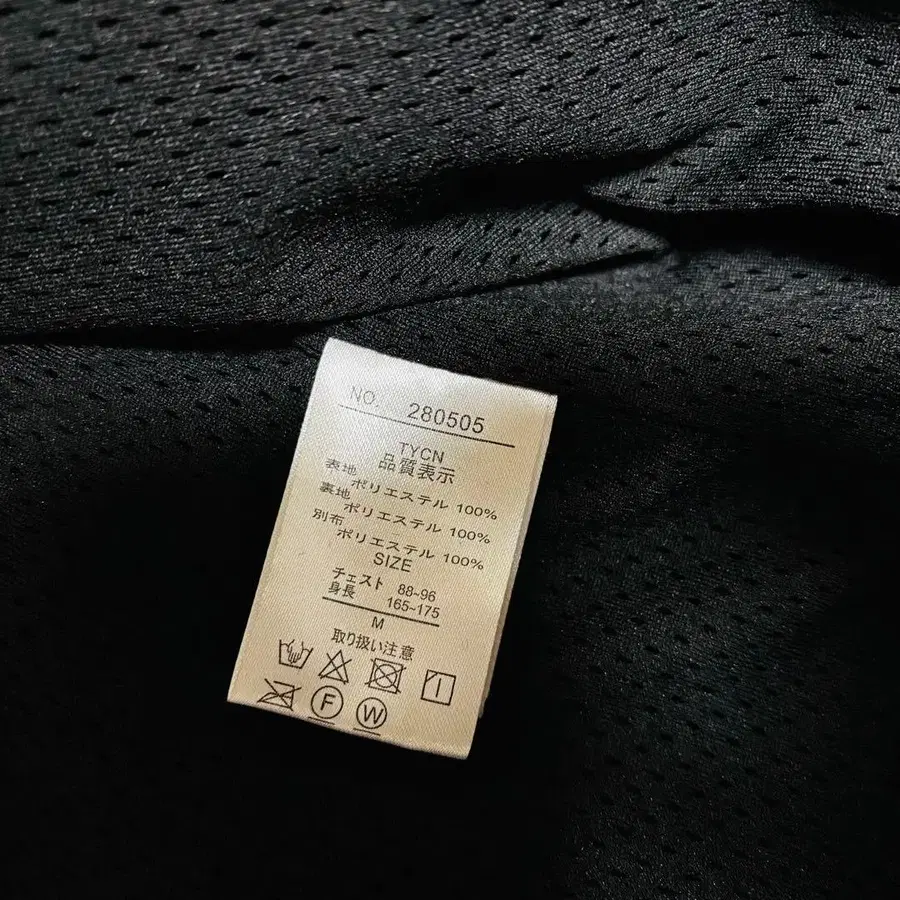 NO. 280505
TYCN
品質表示
表地
ポリエステル 100%
裏地
ポリエステル 100%
別布
ポリエステル 100%
SIZE
チェスト 88~96
身長 165~175
M
取り扱い注意
F W